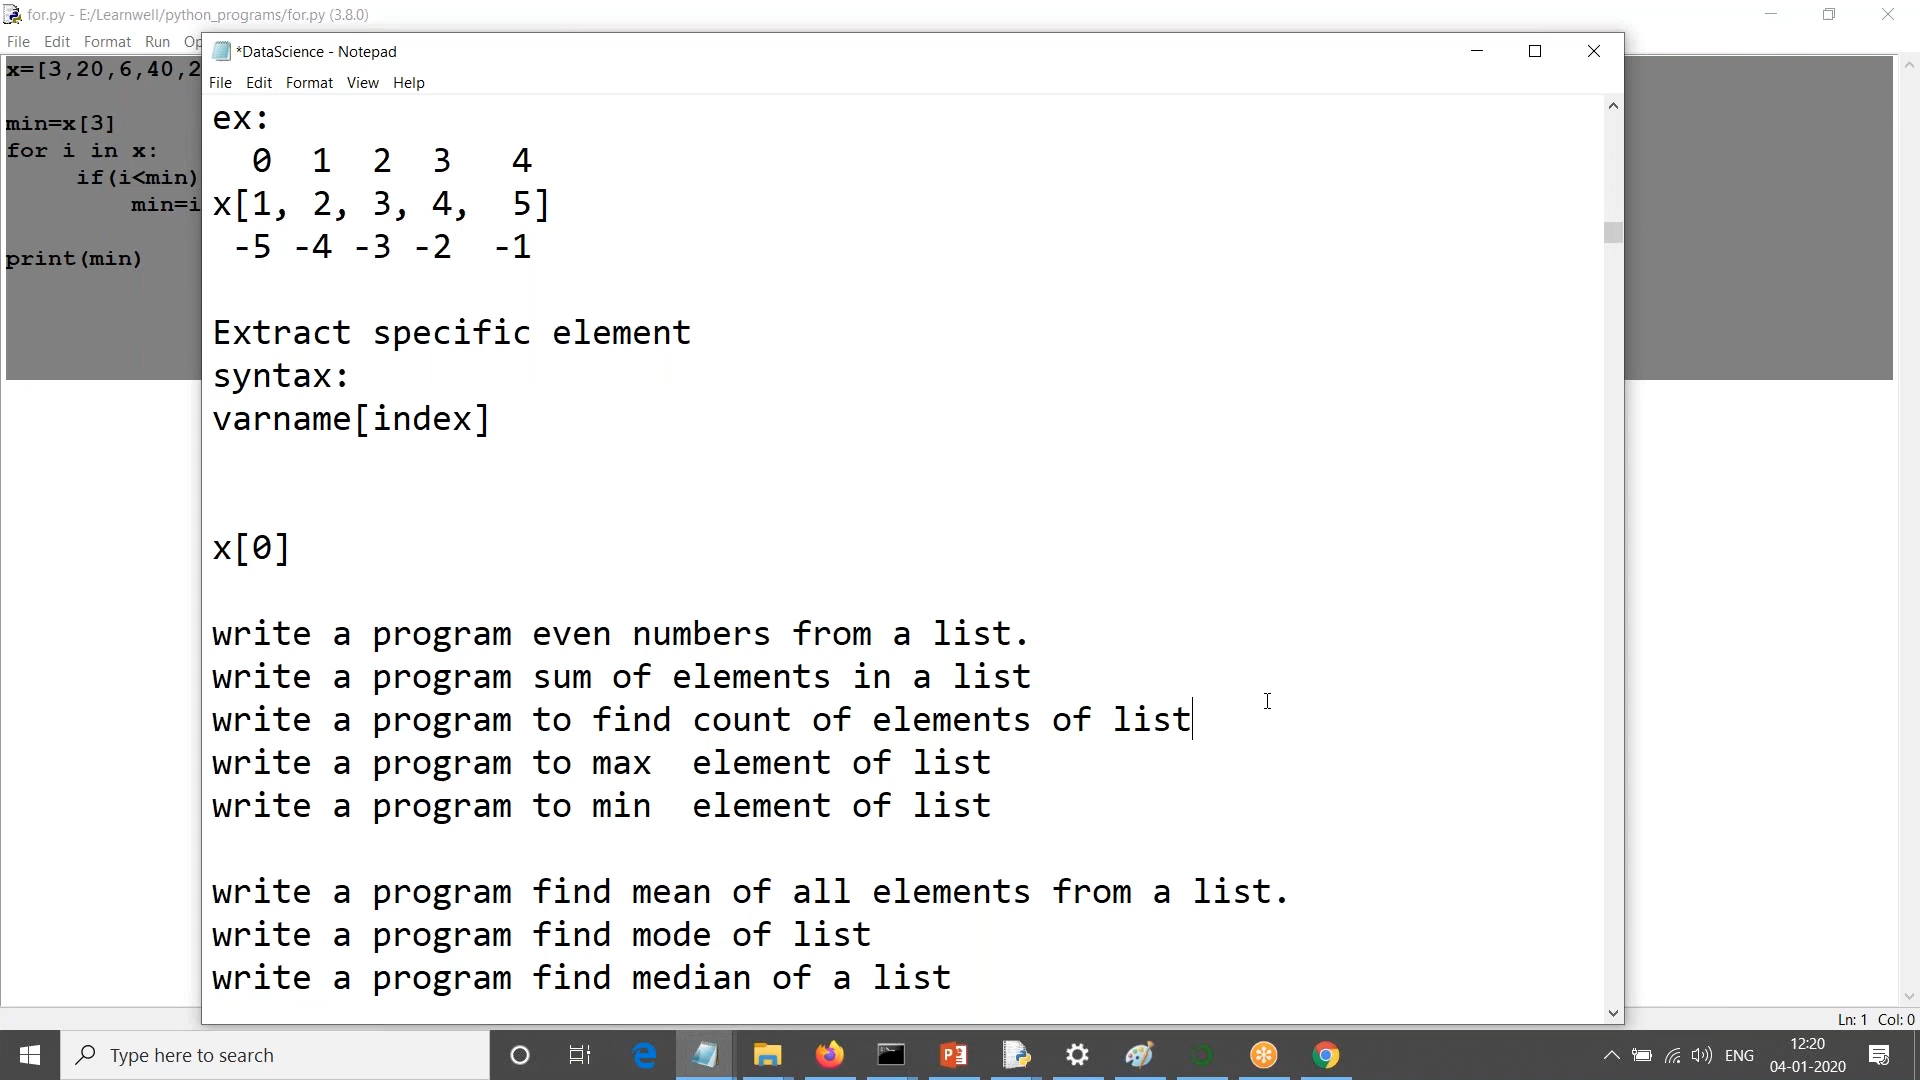 for.py - E:/Learnwell/python_programs/for.py (3.8.0)
File Edit Format Run
x=[3,20,6,40,2
min=x[3]
for i in x:
if(i<min)
min=i
print(min)
*DataScience - Notepad
File Edit Format View Help
ex:
0 1 2 3 4
x[1, 2, 3, 4, 5]
-5 -4 -3 -2 -1
Extract specific element
syntax:
varname[index]
x[0]
write a program even numbers from a list.
write a program sum of elements in a list
write a program to find count of elements of list
write a program to max element of list
write a program to min element of list
write a program find mean of all elements from a list.
write a program find mode of list
write a program find median of a list
Ln: 1 Col: 0
Type here to search
ENG
12:20
04-01-2020